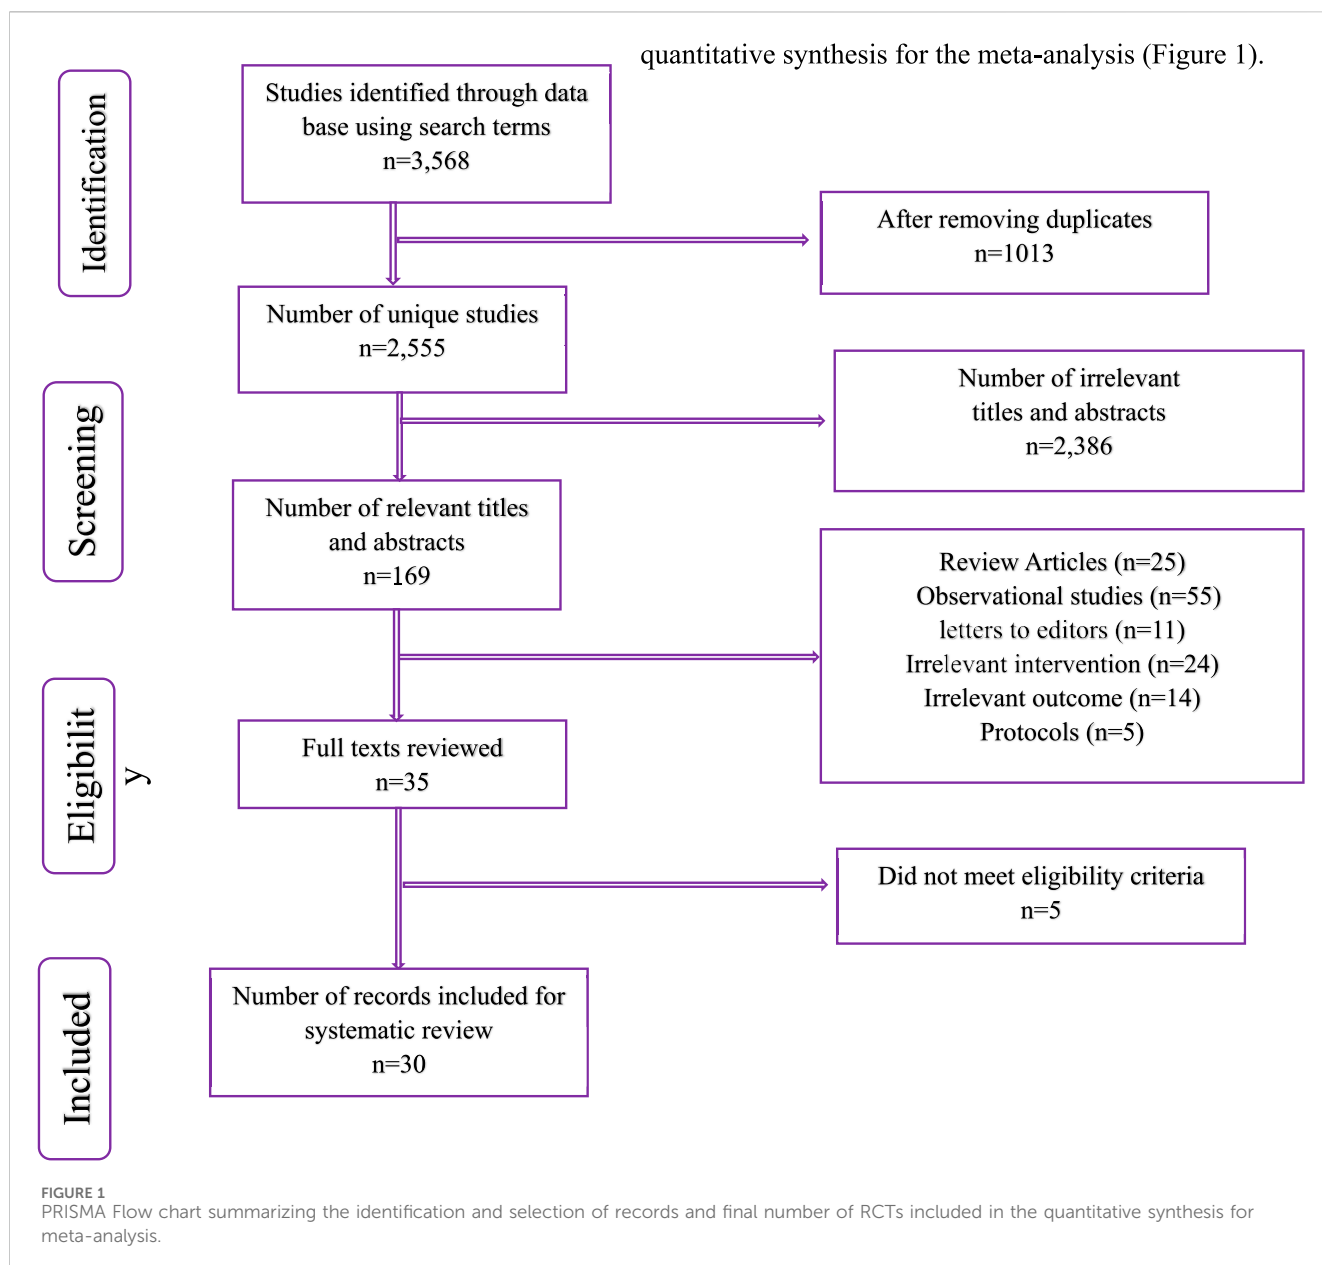 quantitative synthesis for the meta-analysis (Figure 1).
Identification
Studies identified through data
base using search terms
n=3,568
After removing duplicates
n=1013
Number of unique studies
n=2,555
Screening
Number of irrelevant
titles and abstracts
n=2,386
Number of relevant titles
and abstracts
n=169
Review Articles (n=25)
Observational studies (n=55)
letters to editors (n=11)
Irrelevant intervention (n=24)
Irrelevant outcome (n=14)
Protocols (n=5)
Eligibilit
y
Full texts reviewed
n=35
Did not meet eligibility criteria
n=5
Included
Number of records included for
systematic review
n=30
FIGURE 1
PRISMA Flow chart summarizing the identification and selection of records and final number of RCTs included in the quantitative synthesis for
meta-analysis.